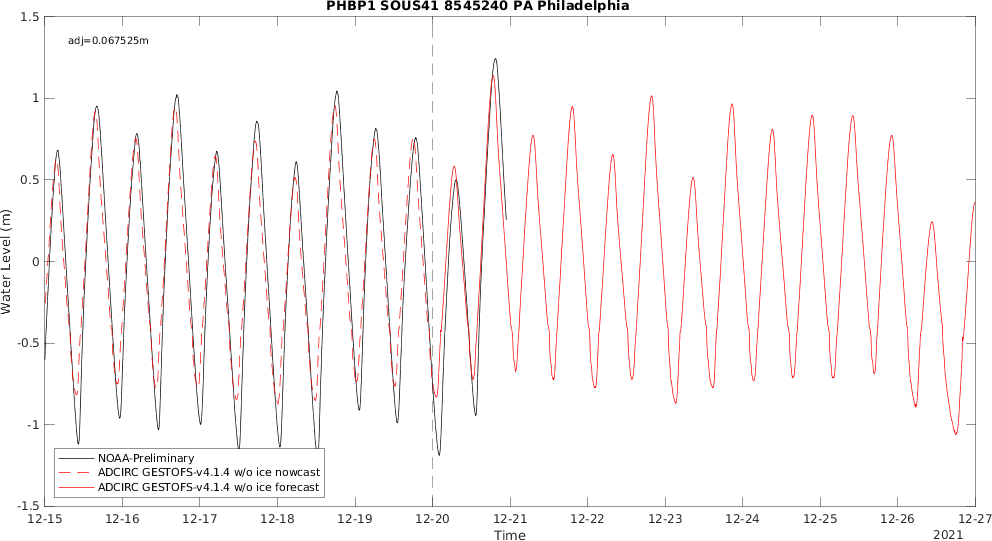 PHBP1 SOUS41 8545240 PA Philadelphia
adj=0.067525m
1.5
1
0.5
0
-0.5
-1
-1.5
Water Level (m)
NOAA-Preliminary
ADCIRC GESTOFS-v4.1.4 w/o ice nowcast
ADCIRC GESTOFS-v4.1.4 w/o ice forecast
12-15 12-16 12-17 12-18 12-19 12-20 12-21 12-22 12-23 12-24 12-25 12-26 12-27
Time
2021